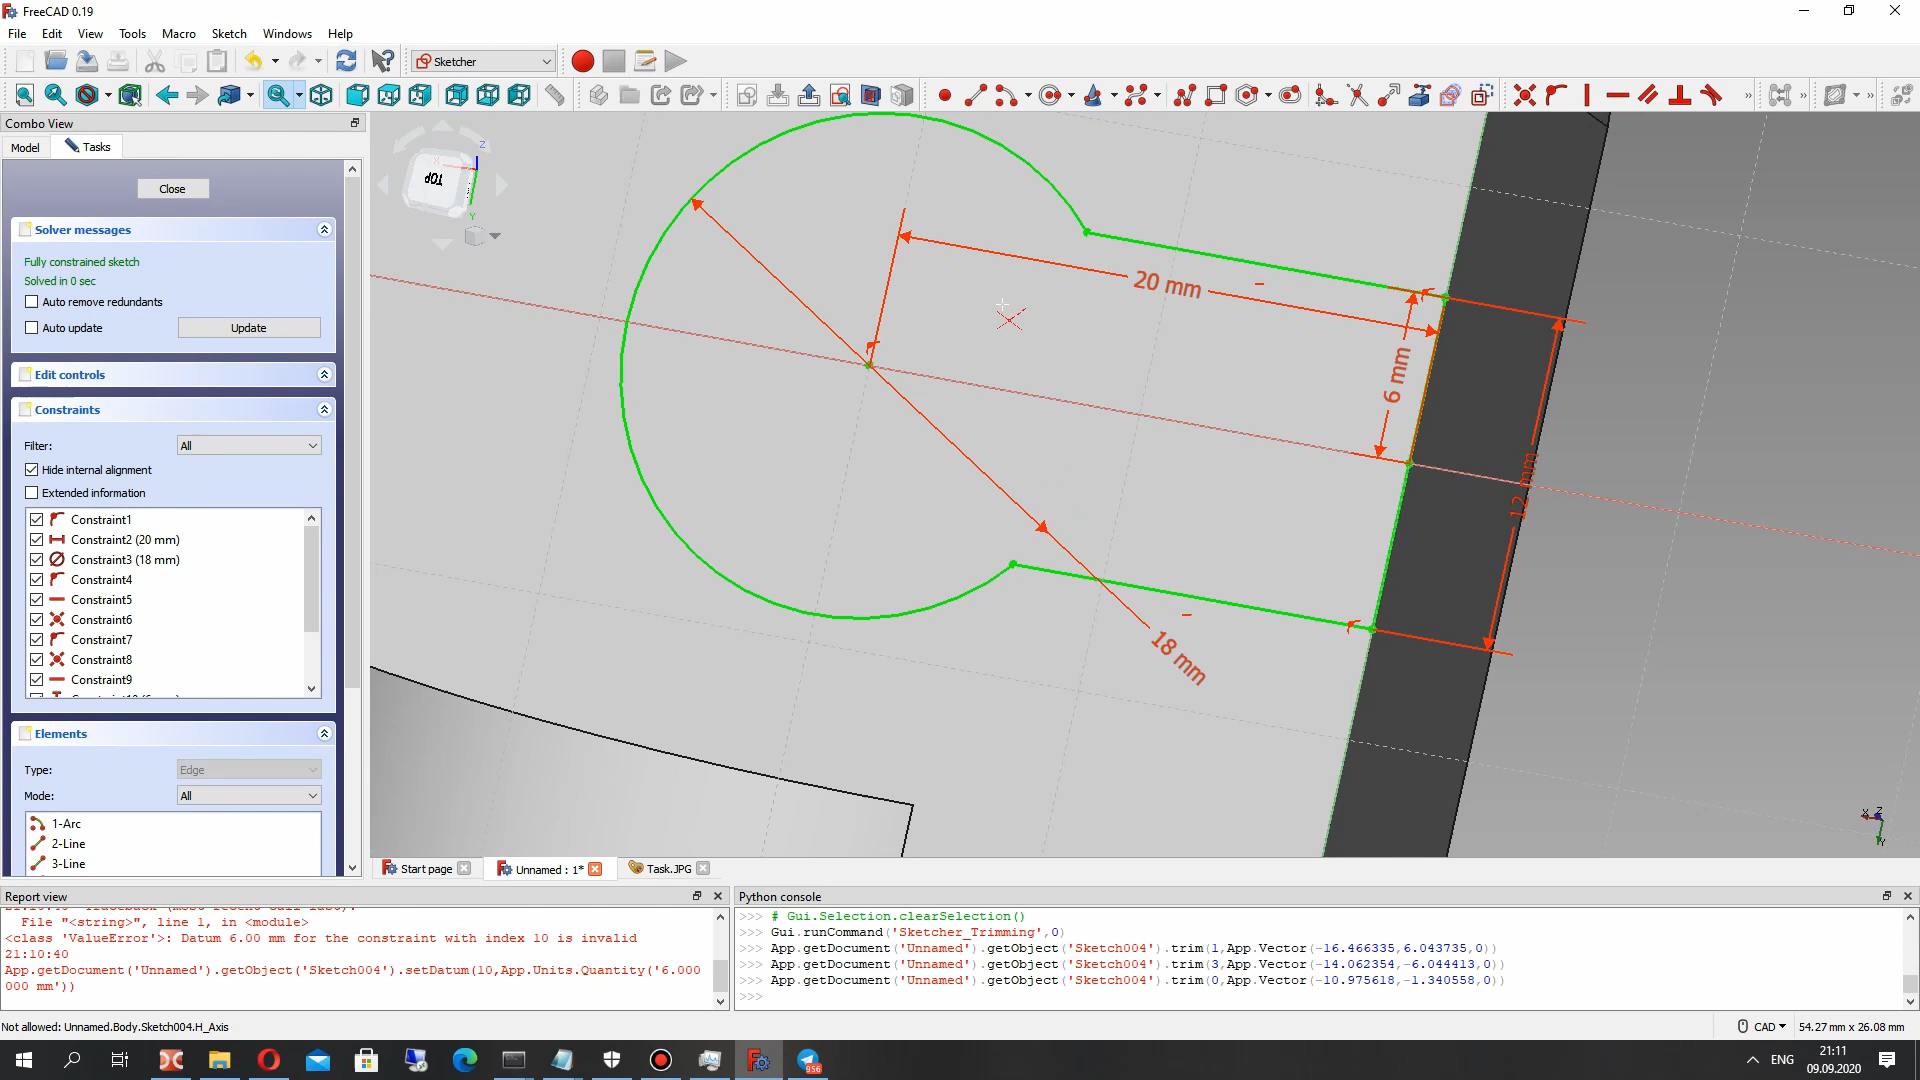 FreeCAD 0.19
File Edit View Tools Macro Sketch Windows Help
Sketcher
Combo View
Model Tasks
Close
Solver messages
Fully constrained sketch
Solved in 0 sec
Auto remove redundants
Auto update Update
Edit controls
Constraints
Filter: All
Hide internal alignment
Extended information
Constraint1
Constraint2 (20 mm)
Constraint3 (18 mm)
Constraint4
Constraint5
Constraint6
Constraint7
Constraint8
Constraint9
Elements
Type: Edge
Mode: All
1-Arc
2-Line
3-Line
TOP
X
Z
Y
20 mm
6 mm
12 mm
18 mm
X Z
Y
Start page Unnamed : 1* Task.JPG
Report view
File "<string>", line 1, in <module>
<class 'ValueError'>: Datum 6.00 mm for the constraint with index 10 is invalid
21:10:40
App.getDocument('Unnamed').getObject('Sketch004').setDatum(10,App.Units.Quantity('6.000
000 mm'))
Python console
>>> # Gui.Selection.clearSelection()
>>> Gui.runCommand('Sketcher_Trimming',0)
>>> App.getDocument('Unnamed').getObject('Sketch004').trim(1,App.Vector(-16.466335,6.043735,0))
>>> App.getDocument('Unnamed').getObject('Sketch004').trim(3,App.Vector(-14.062354,-6.044413,0))
>>> App.getDocument('Unnamed').getObject('Sketch004').trim(0,App.Vector(-10.975618,-1.340558,0))
>>>
Not allowed: Unnamed.Body.Sketch004.H_Axis
CAD 54.27 mm x 26.08 mm
956
ENG
21:11
09.09.2020